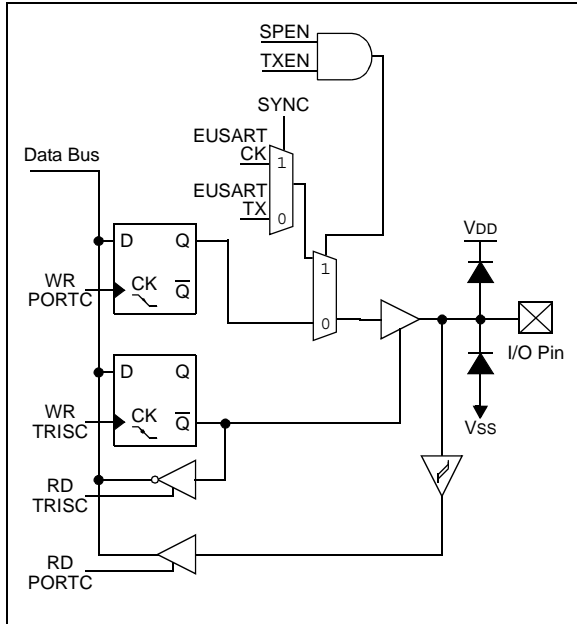 SPEN
TXEN
SYNC
EUSART
CK
1
EUSART
TX
0
Data Bus
D Q
CK Q
WR
PORTC
1
0
VDD
I/O Pin
VSS
D Q
CK Q
WR
TRISC
RD
TRISC
RD
PORTC